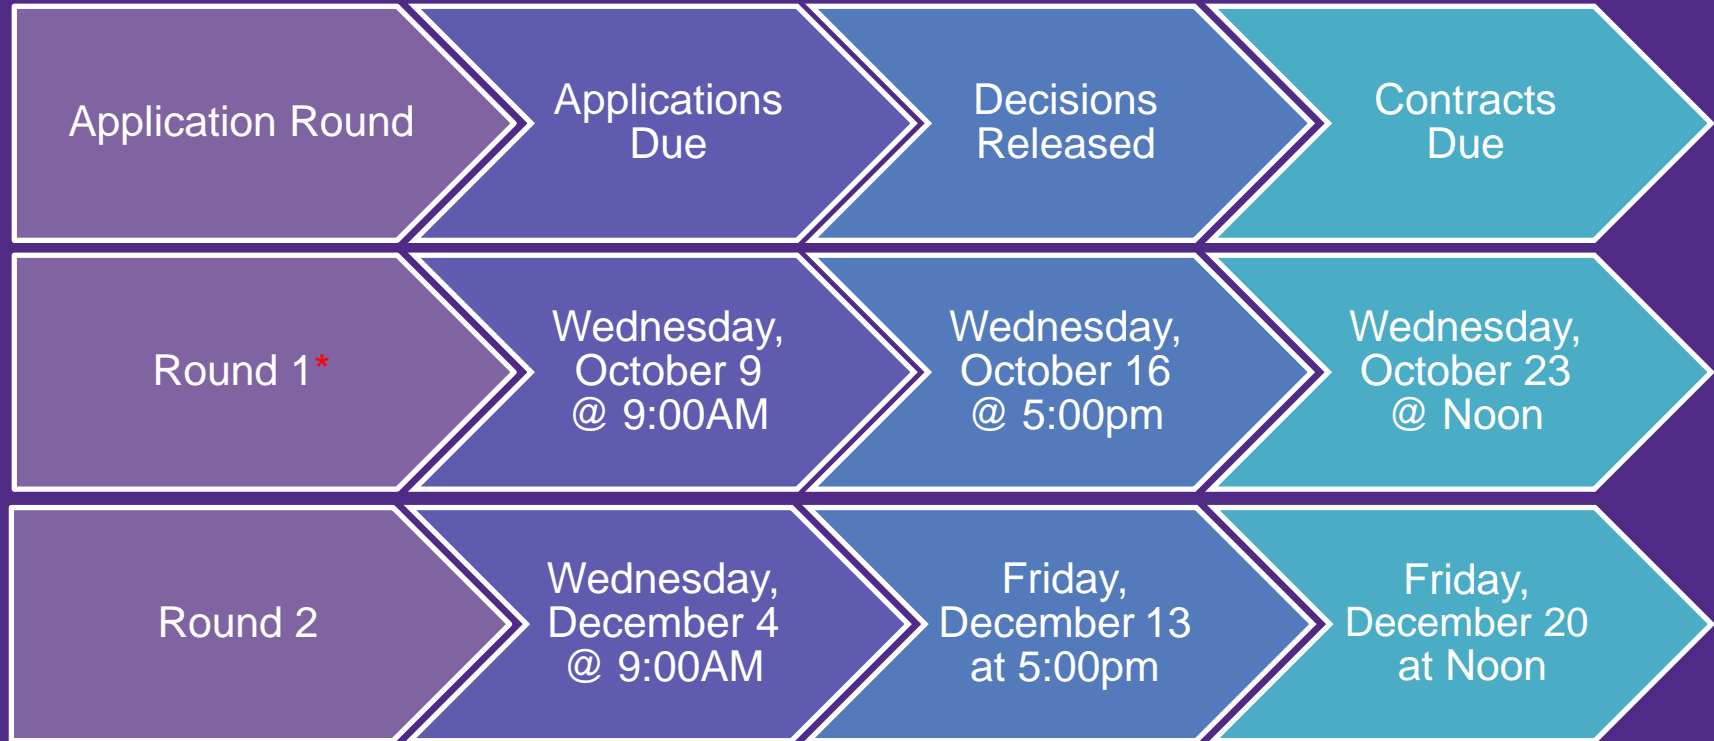 Application Round
Applications
Due
Decisions
Released
Contracts
Due
Round 1*
Wednesday,
October 9
@ 9:00AM
Wednesday,
October 16
@ 5:00pm
Wednesday,
October 23
@ Noon
Round 2
Wednesday,
December 4
@ 9:00AM
Friday,
December 13
at 5:00pm
Friday,
December 20
at Noon